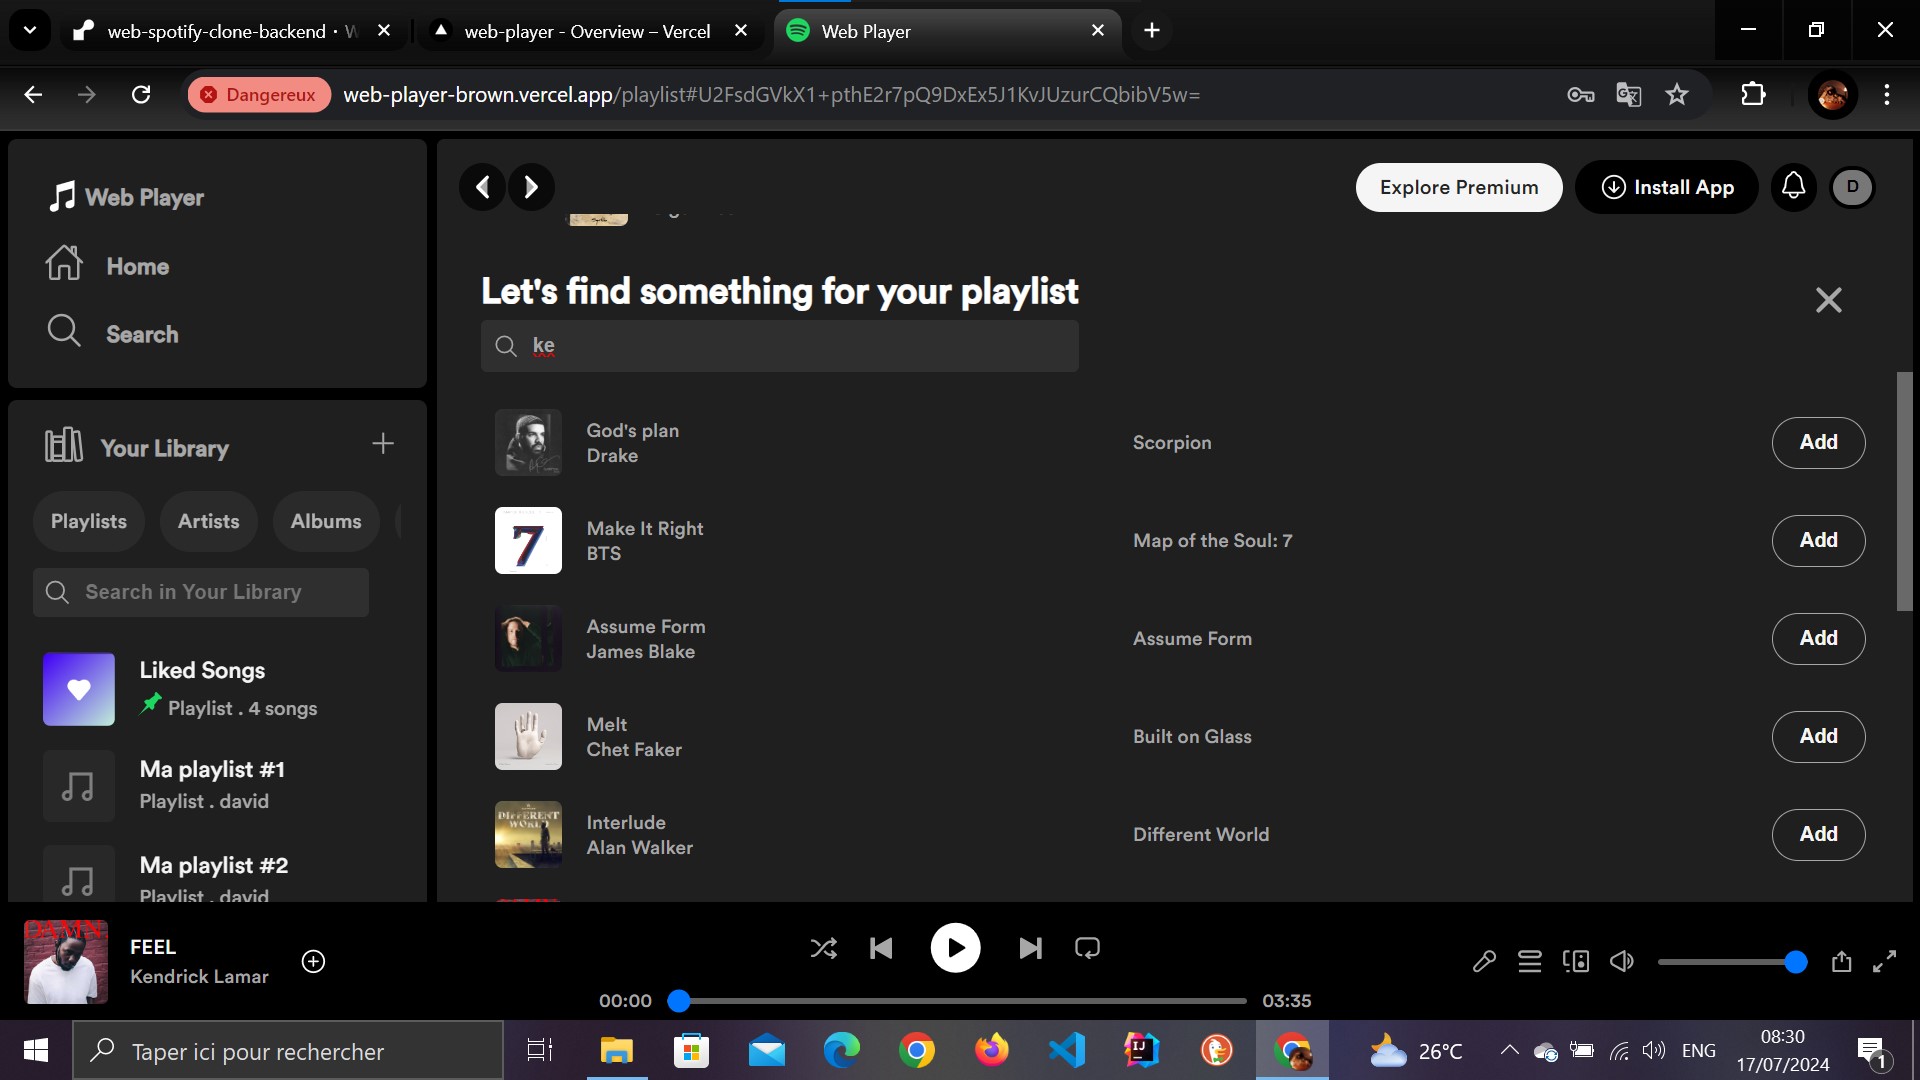 web-spotify-clone-backend · W
web-player - Overview – Vercel
Web Player
Dangereux
web-player-brown.vercel.app/playlist#U2FsdGVkX1+pthE2r7pQ9DxEx5J1KvJUzurCQbibV5w=
Web Player
Home
Search
Your Library
Playlists
Artists
Albums
Search in Your Library
Liked Songs
Playlist . 4 songs
Ma playlist #1
Playlist . david
Ma playlist #2
Playlist . david
Explore Premium
Install App
D
Let's find something for your playlist
ke
God's plan
Drake
Scorpion
Add
7
Make It Right
BTS
Map of the Soul: 7
Add
Assume Form
James Blake
Assume Form
Add
Melt
Chet Faker
Built on Glass
Add
DIFFERENT
WORLD
Interlude
Alan Walker
Different World
Add
DAMN.
FEEL
Kendrick Lamar
00:00
03:35
Taper ici pour rechercher
26°C
ENG
08:30
17/07/2024
1